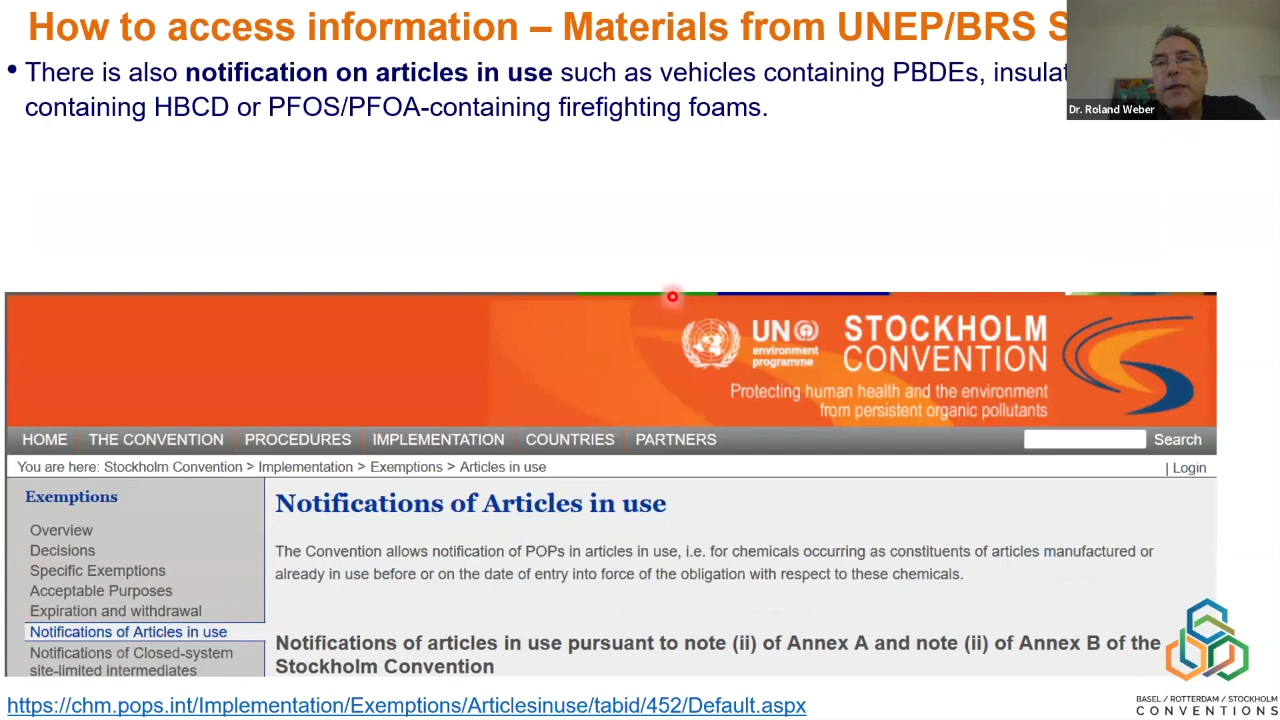 How to access information – Materials from UNEP/BRS S
Dr. Roland Weber
• There is also notification on articles in use such as vehicles containing PBDEs, insulat
containing HBCD or PFOS/PFOA-containing firefighting foams.
UN
environment
programme
STOCKHOLM
CONVENTION
Protecting human health and the environment
from persistent organic pollutants
HOME THE CONVENTION PROCEDURES IMPLEMENTATION COUNTRIES PARTNERS Search
You are here: Stockholm Convention > Implementation > Exemptions > Articles in use | Login
Exemptions
Overview
Decisions
Specific Exemptions
Acceptable Purposes
Expiration and withdrawal
Notifications of Articles in use
Notifications of Closed-system
site-limited intermediates
Notifications of Articles in use
The Convention allows notification of POPs in articles in use, i.e. for chemicals occurring as constituents of articles manufactured or
already in use before or on the date of entry into force of the obligation with respect to these chemicals.
Notifications of articles in use pursuant to note (ii) of Annex A and note (ii) of Annex B of the
Stockholm Convention
https://chm.pops.int/Implementation/Exemptions/Articlesinuse/tabid/452/Default.aspx
BASEL / ROTTERDAM / STOCKHOLM
CONVENTIONS